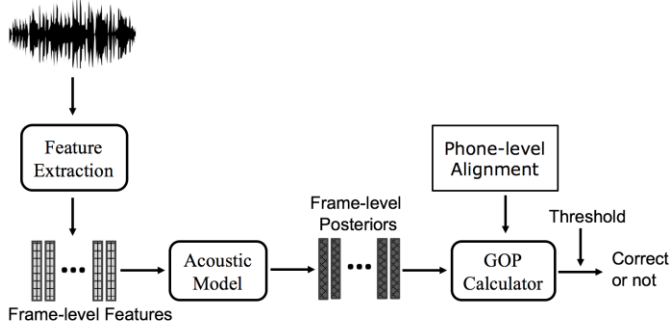 Feature
Extraction
Phone-level
Alignment
Frame-level
Posteriors
Threshold
Acoustic
Model
GOP
Calculator
Correct
or not
Frame-level Features